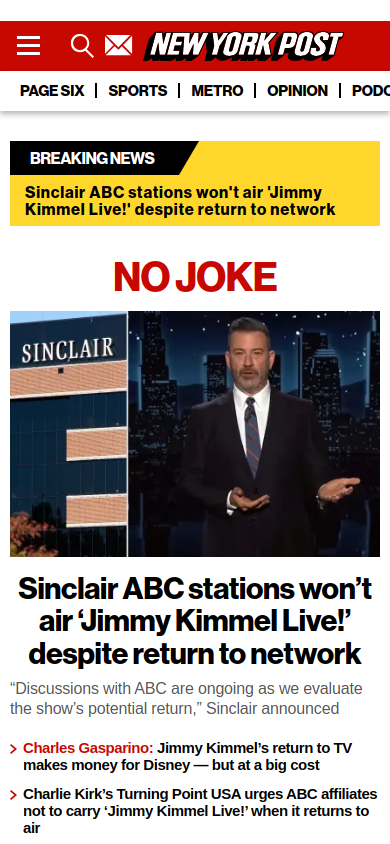 NEW YORK POST
PAGE SIX
SPORTS
METRO
OPINION
PODC
BREAKING NEWS
Sinclair ABC stations won't air 'Jimmy
Kimmel Live!' despite return to network
NO JOKE
SINCLAIR
Sinclair ABC stations won’t
air ‘Jimmy Kimmel Live!’
despite return to network
“Discussions with ABC are ongoing as we evaluate
the show’s potential return,” Sinclair announced
Charles Gasparino: Jimmy Kimmel’s return to TV
makes money for Disney — but at a big cost
Charlie Kirk’s Turning Point USA urges ABC affiliates
not to carry ‘Jimmy Kimmel Live!’ when it returns to
air